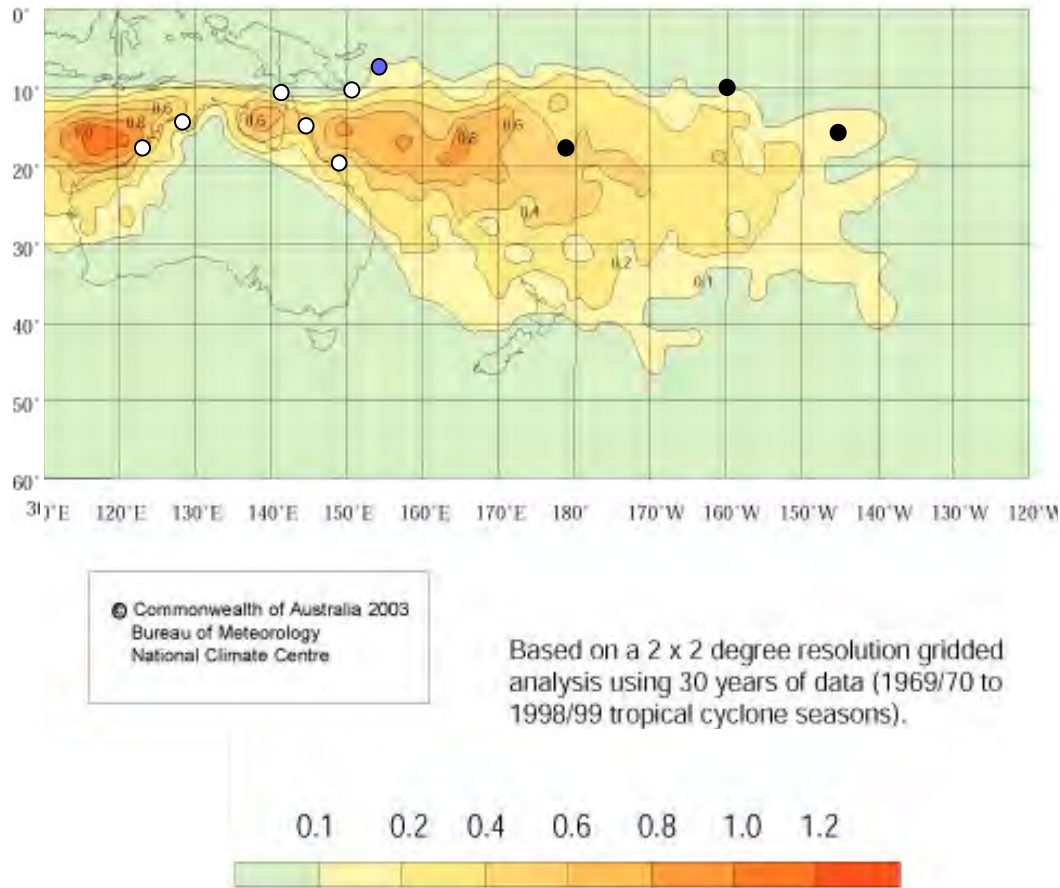 0°
10°
20°
30°
40°
50°
60°
0.6
0.8
0.6
0.6
0.8
0.4
0.2
0.1
120°E 130°E 140°E 150°E 160°E 170°E 180° 170°W 160°W 150°W 140°W 130°W 120°W
© Commonwealth of Australia 2003
Bureau of Meteorology
National Climate Centre
Based on a 2 x 2 degree resolution gridded
analysis using 30 years of data (1969/70 to
1998/99 tropical cyclone seasons).
0.1 0.2 0.4 0.6 0.8 1.0 1.2